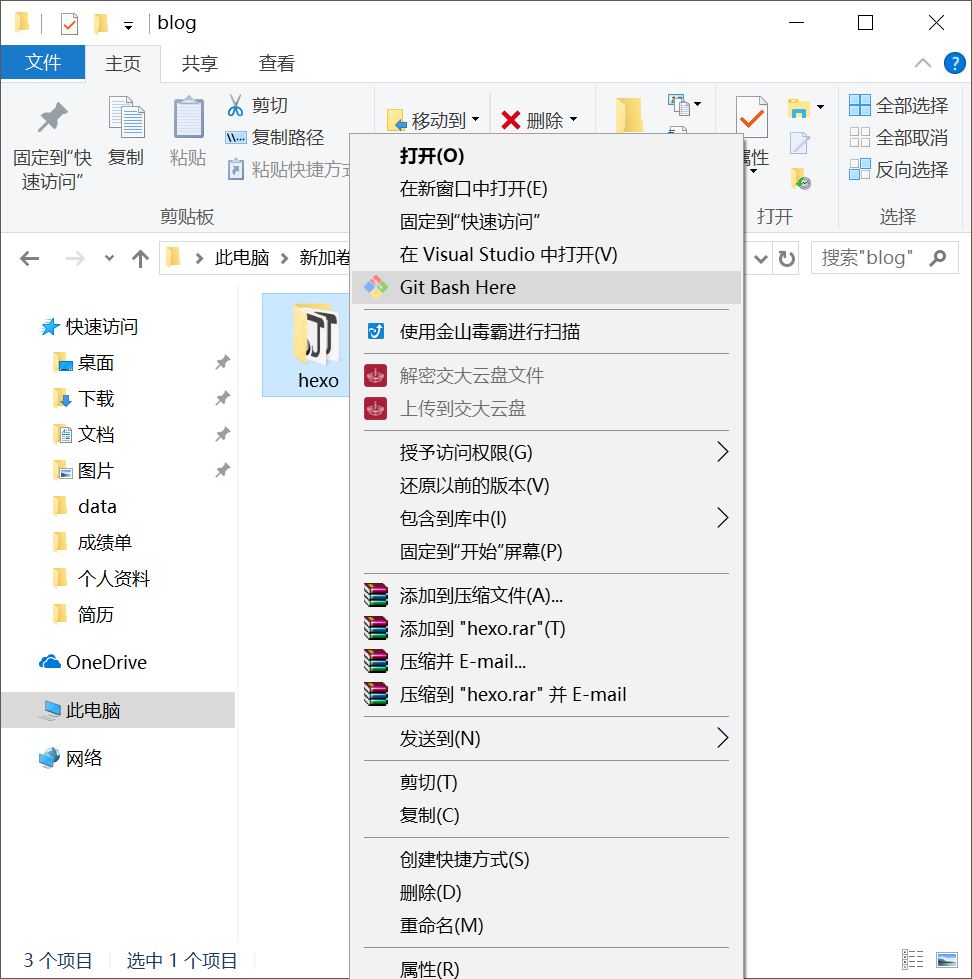 blog
文件 主页 共享 查看
固定到“快速访问” 复制 粘贴 剪切
复制路径
粘贴快捷方式
移动到 删除
全部选择
全部取消
反向选择
剪贴板 打开 选择
此电脑 新加卷
搜索"blog"
快速访问
桌面
下载
文档
图片
data
成绩单
个人资料
简历
OneDrive
此电脑
网络
hexo
打开(O)
在新窗口中打开(E)
固定到“快速访问”
在 Visual Studio 中打开(V)
Git Bash Here
使用金山毒霸进行扫描
解密交大云盘文件
上传到交大云盘
授予访问权限(G)
还原以前的版本(V)
包含到库中(I)
固定到“开始”屏幕(P)
添加到压缩文件(A)...
添加到 "hexo.rar"(T)
压缩并 E-mail...
压缩到 "hexo.rar" 并 E-mail
发送到(N)
剪切(T)
复制(C)
创建快捷方式(S)
删除(D)
重命名(M)
属性(R)
3 个项目 选中 1 个项目